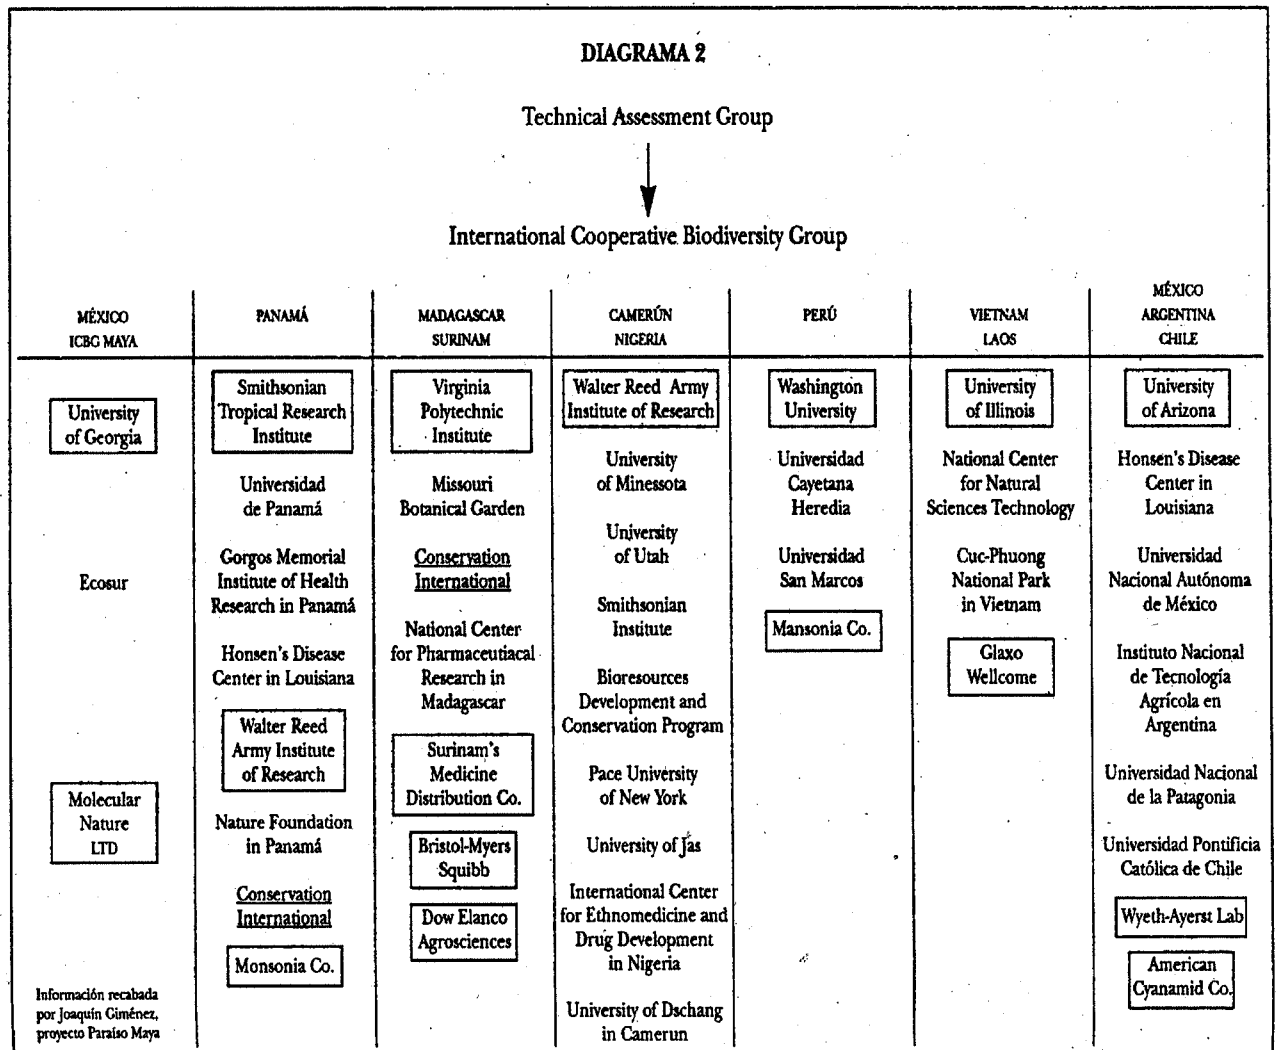 DIAGRAMA 2
Technical Assessment Group
International Cooperative Biodiversity Group
MÉXICO
ICBG MAYA
University
of Georgia
Ecosur
Molecular
Nature
LTD
Información recabada
por Joaquín Giménez,
proyecto Paraíso Maya
PANAMÁ
Smithsonian
Tropical Research
Institute
Universidad
de Panamá
Gorgos Memorial
Institute of Health
Research in Panamá
Honsen's Disease
Center in Louisiana
Walter Reed
Army Institute
of Research
Nature Foundation
in Panamá
Conservation
International
Monsonia Co.
MADAGASCAR
SURINAM
Virginia
Polytechnic
Institute
Missouri
Botanical Garden
Conservation
International
National Center
for Pharmaceutiacal
Research in
Madagascar
Surinam's
Medicine
Distribution Co.
Bristol-Myers
Squibb
Dow Elanco
Agrosciences
CAMERÚN
NIGERIA
Walter Reed Army
Institute of Research
University
of Minessota
University
of Utah
Smithsonian
Institute
Bioresources
Development and
Conservation Program
Pace University
of New York
University of Jas
International Center
for Ethnomedicine and
Drug Development
in Nigeria
University of Dschang
in Camerun
PERÚ
Washington
University
Universidad
Cayetana
Heredia
Universidad
San Marcos
Mansonia Co.
VIETNAM
LAOS
University
of Illinois
National Center
for Natural
Sciences Technology
Cuc-Phuong
National Park
in Vietnam
Glaxo
Wellcome
MÉXICO
ARGENTINA
CHILE
University
of Arizona
Honsen's Disease
Center in
Louisiana
Universidad
Nacional Autónoma
de México
Instituto Nacional
de Tecnología
Agrícola en
Argentina
Universidad Nacional
de la Patagonia
Universidad Pontificia
Católica de Chile
Wyeth-Ayerst Lab
American
Cyanamid Co.